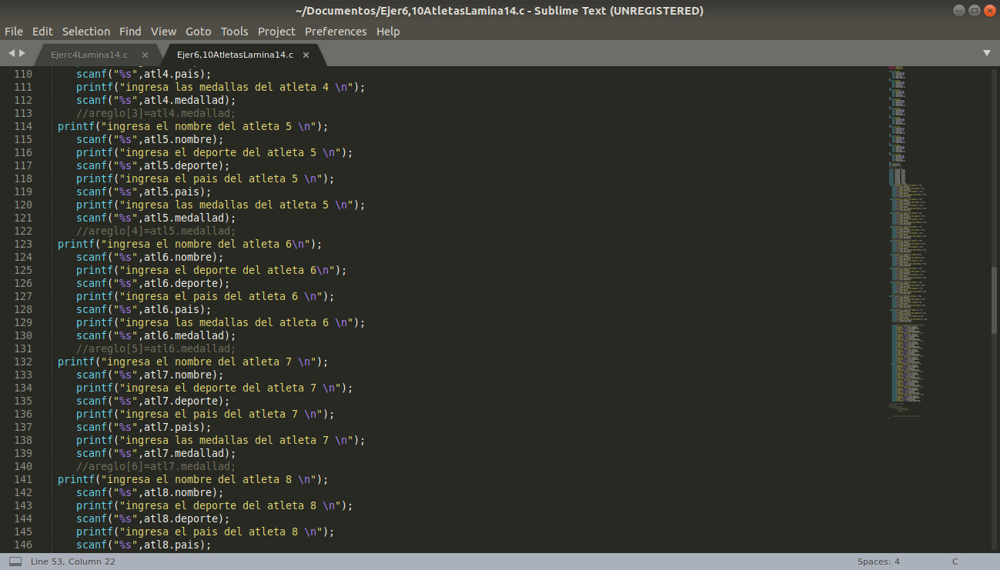 ~/Documentos/Ejer6,10AtletasLamina14.c - Sublime Text (UNREGISTERED)
File Edit Selection Find View Goto Tools Project Preferences Help
Ejerc4Lamina14.c × Ejer6,10AtletasLamina14.c ×
110 scanf("%s",atl4.pais);
111 printf("ingresa las medallas del atleta 4 \n");
112 scanf("%s",atl4.medallad);
113 //areglo[3]=atl4.medallad;
114 printf("ingresa el nombre del atleta 5 \n");
115 scanf("%s",atl5.nombre);
116 printf("ingresa el deporte del atleta 5 \n");
117 scanf("%s",atl5.deporte);
118 printf("ingresa el pais del atleta 5 \n");
119 scanf("%s",atl5.pais);
120 printf("ingresa las medallas del atleta 5 \n");
121 scanf("%s",atl5.medallad);
122 //areglo[4]=atl5.medallad;
123 printf("ingresa el nombre del atleta 6\n");
124 scanf("%s",atl6.nombre);
125 printf("ingresa el deporte del atleta 6\n");
126 scanf("%s",atl6.deporte);
127 printf("ingresa el pais del atleta 6 \n");
128 scanf("%s",atl6.pais);
129 printf("ingresa las medallas del atleta 6 \n");
130 scanf("%s",atl6.medallad);
131 //areglo[5]=atl6.medallad;
132 printf("ingresa el nombre del atleta 7 \n");
133 scanf("%s",atl7.nombre);
134 printf("ingresa el deporte del atleta 7 \n");
135 scanf("%s",atl7.deporte);
136 printf("ingresa el pais del atleta 7 \n");
137 scanf("%s",atl7.pais);
138 printf("ingresa las medallas del atleta 7 \n");
139 scanf("%s",atl7.medallad);
140 //areglo[6]=atl7.medallad;
141 printf("ingresa el nombre del atleta 8 \n");
142 scanf("%s",atl8.nombre);
143 printf("ingresa el deporte del atleta 8 \n");
144 scanf("%s",atl8.deporte);
145 printf("ingresa el pais del atleta 8 \n");
146 scanf("%s",atl8.pais);
Line 53, Column 22 Spaces: 4 C